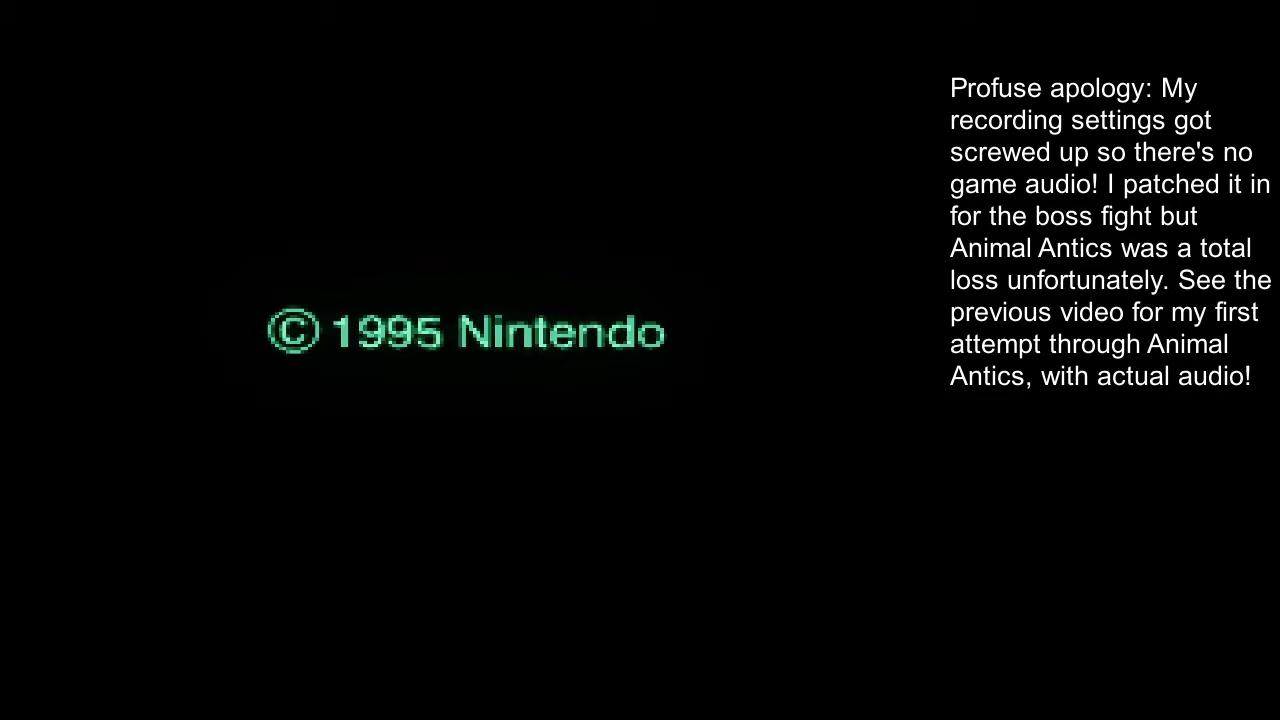 © 1995 Nintendo
Profuse apology: My
recording settings got
screwed up so there's no
game audio! I patched it in
for the boss fight but
Animal Antics was a total
loss unfortunately. See the
previous video for my first
attempt through Animal
Antics, with actual audio!